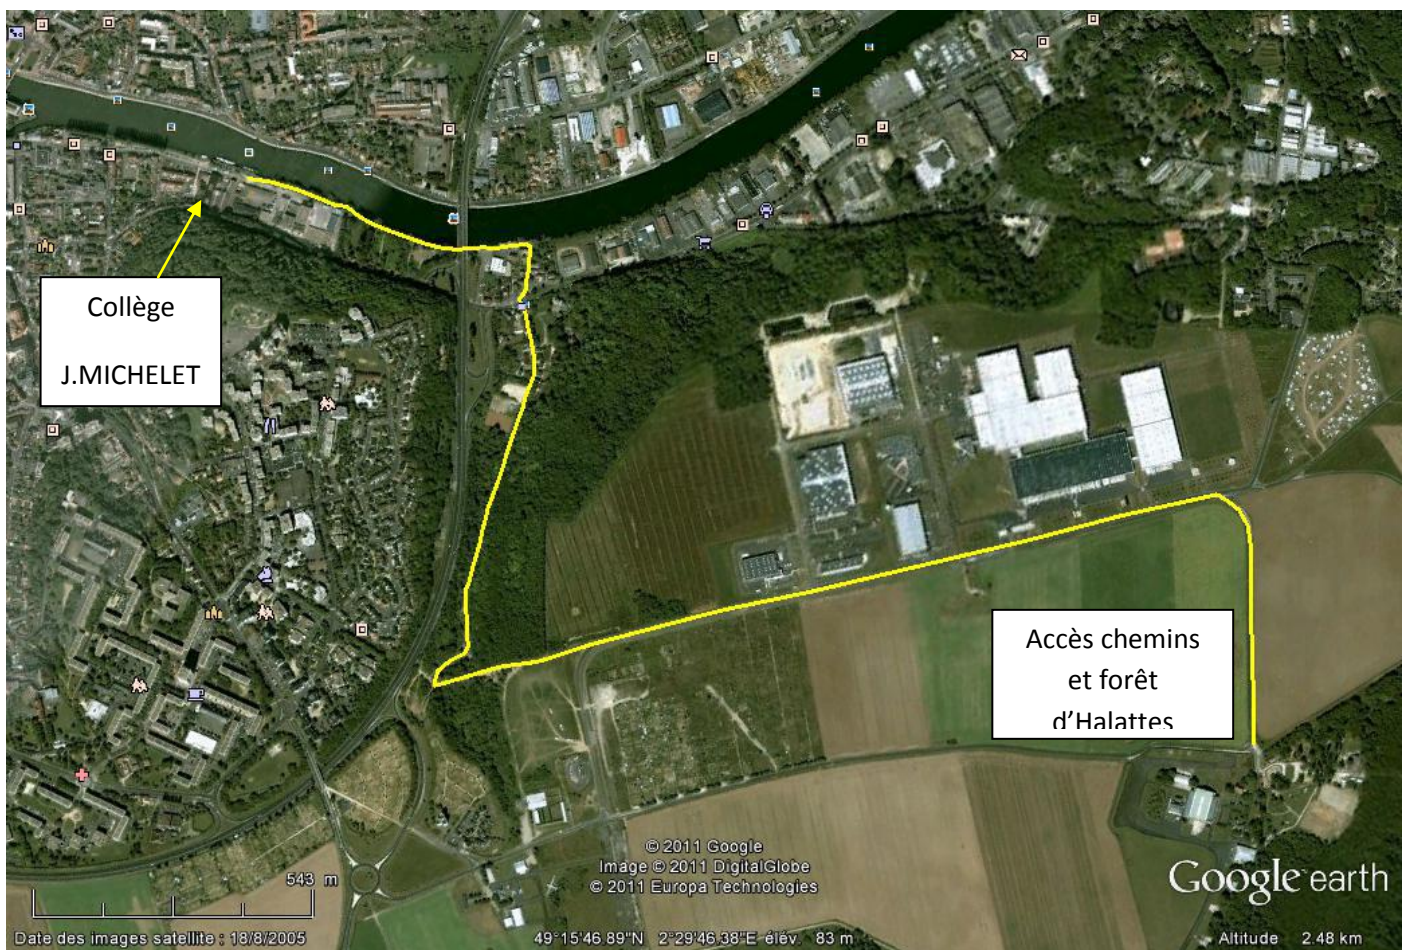 Collège
J.MICHELET
Accès chemins
et forêt
d’Halattes
© 2011 Google
Image © 2011 DigitalGlobe
© 2011 Europa Technologies
Google earth
543 m
Date des images satellite : 18/8/2005
49°15'46.89"N 2°29'46.38"E élév. 83 m
Altitude 2.48 km